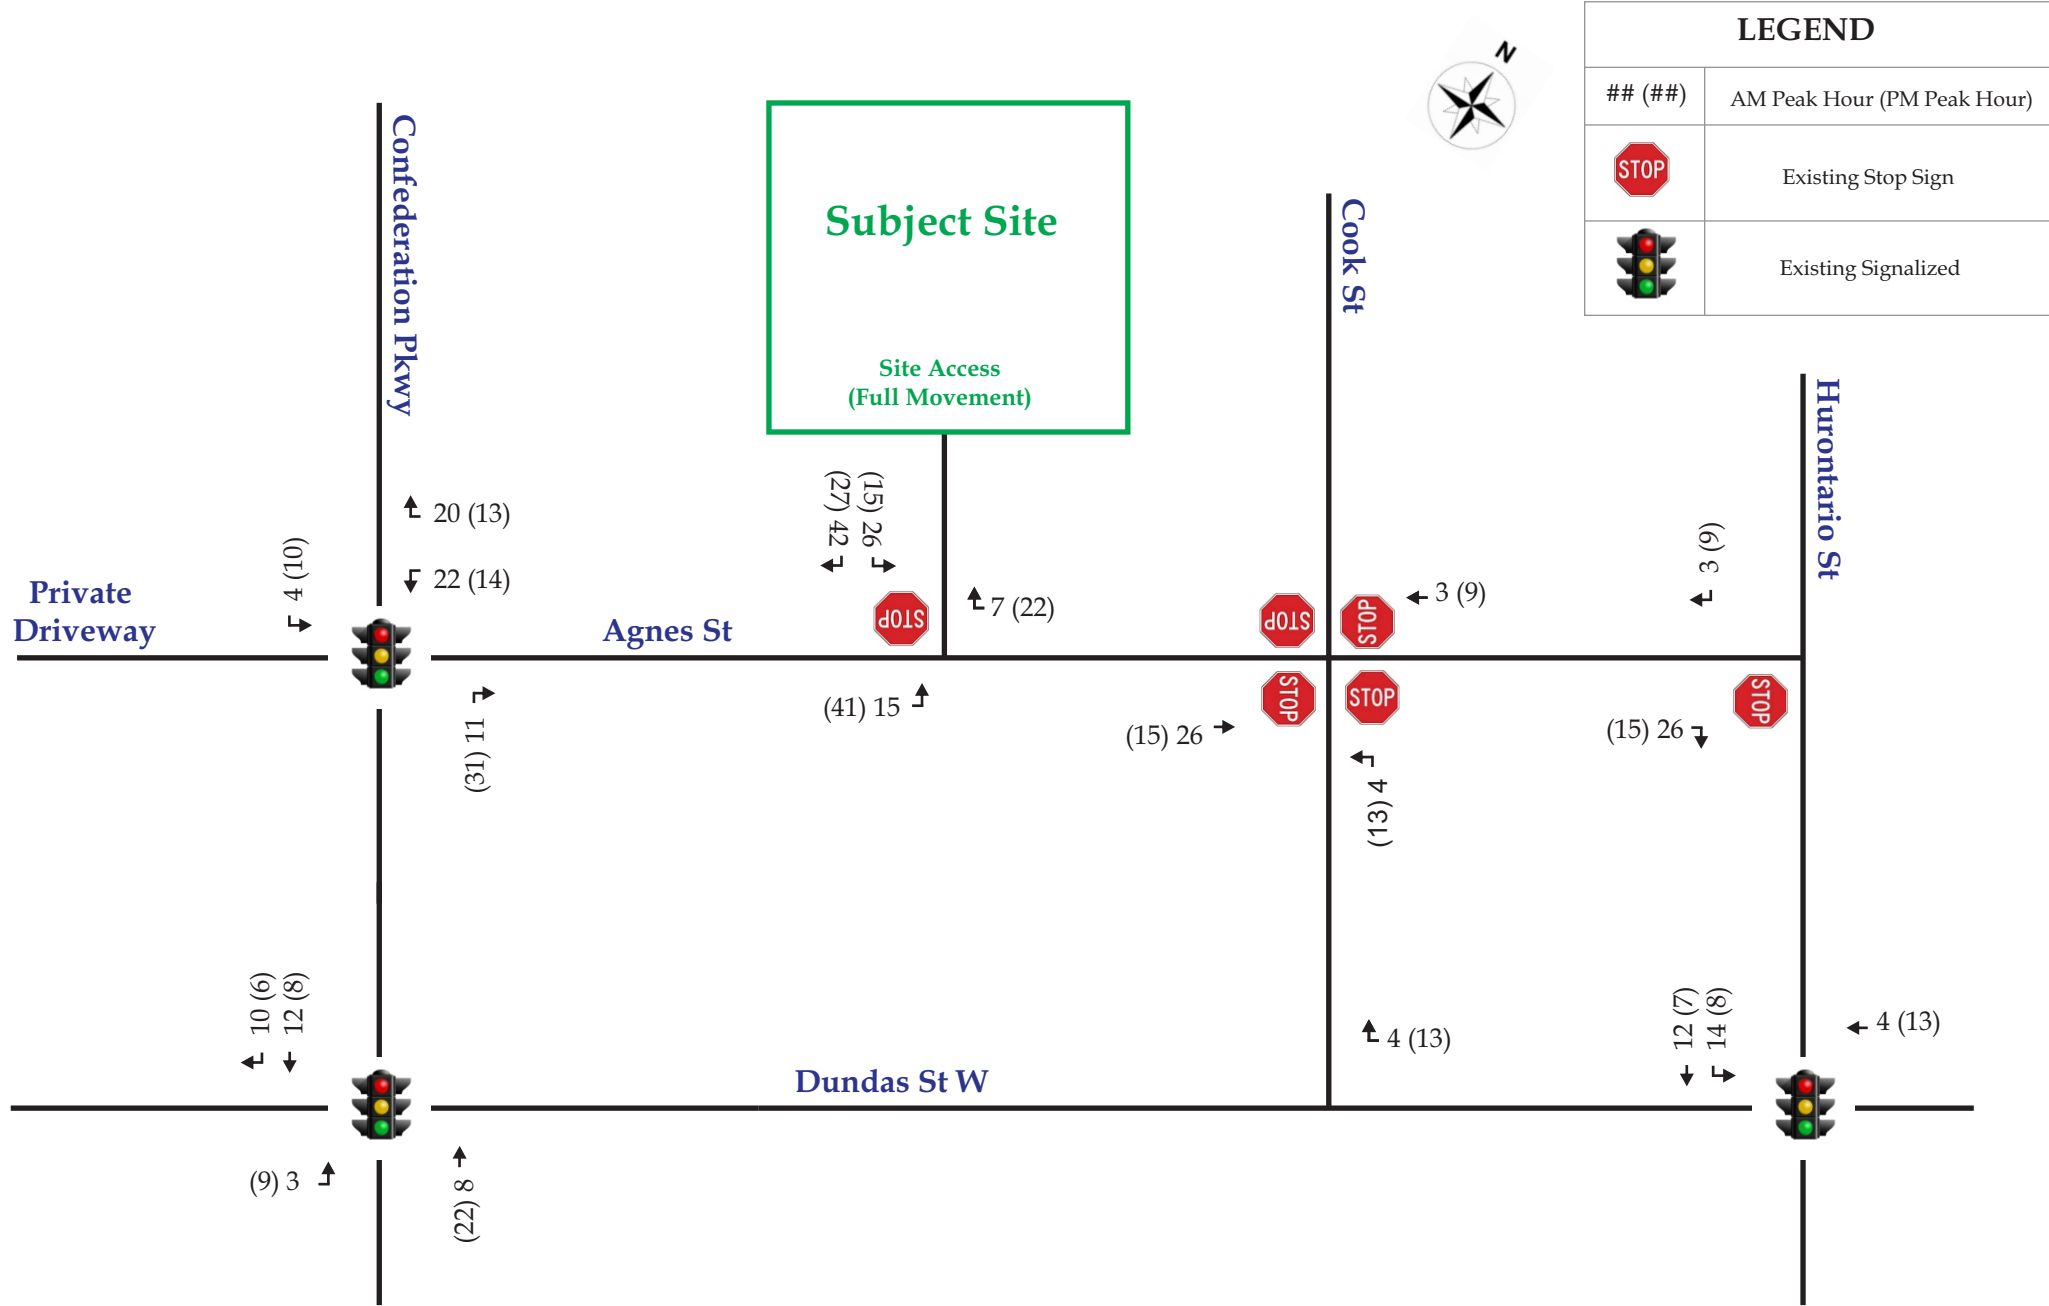 LEGEND
## (##)
AM Peak Hour (PM Peak Hour)
STOP
Existing Stop Sign
Existing Signalized
N
Confederation Pkwy
Subject Site
Site Access
(Full Movement)
Cook St
Hurontario St
20 (13)
22 (14)
4 (10)
(27) 42
(15) 26
7 (22)
3 (9)
3 (9)
Private
Driveway
Agnes St
STOP
STOP
STOP
(31) 11
(41) 15
(15) 26
STOP
STOP
(15) 26
STOP
(13) 4
10 (6)
12 (8)
4 (13)
12 (7)
14 (8)
4 (13)
Dundas St W
(9) 3
(22) 8